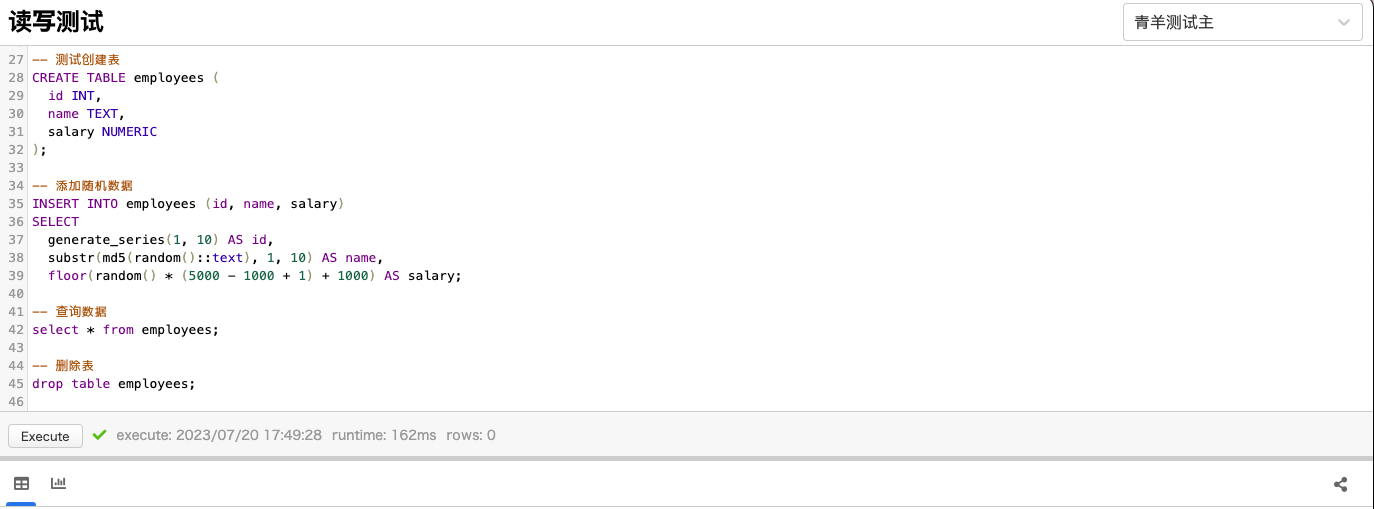 读写测试
青羊测试主
27 -- 测试创建表
28 CREATE TABLE employees (
29   id INT,
30   name TEXT,
31   salary NUMERIC
32 );
33
34 -- 添加随机数据
35 INSERT INTO employees (id, name, salary)
36 SELECT
37   generate_series(1, 10) AS id,
38   substr(md5(random()::text), 1, 10) AS name,
39   floor(random() * (5000 - 1000 + 1) + 1000) AS salary;
40
41 -- 查询数据
42 select * from employees;
43
44 -- 删除表
45 drop table employees;
46
Execute execute: 2023/07/20 17:49:28 runtime: 162ms rows: 0